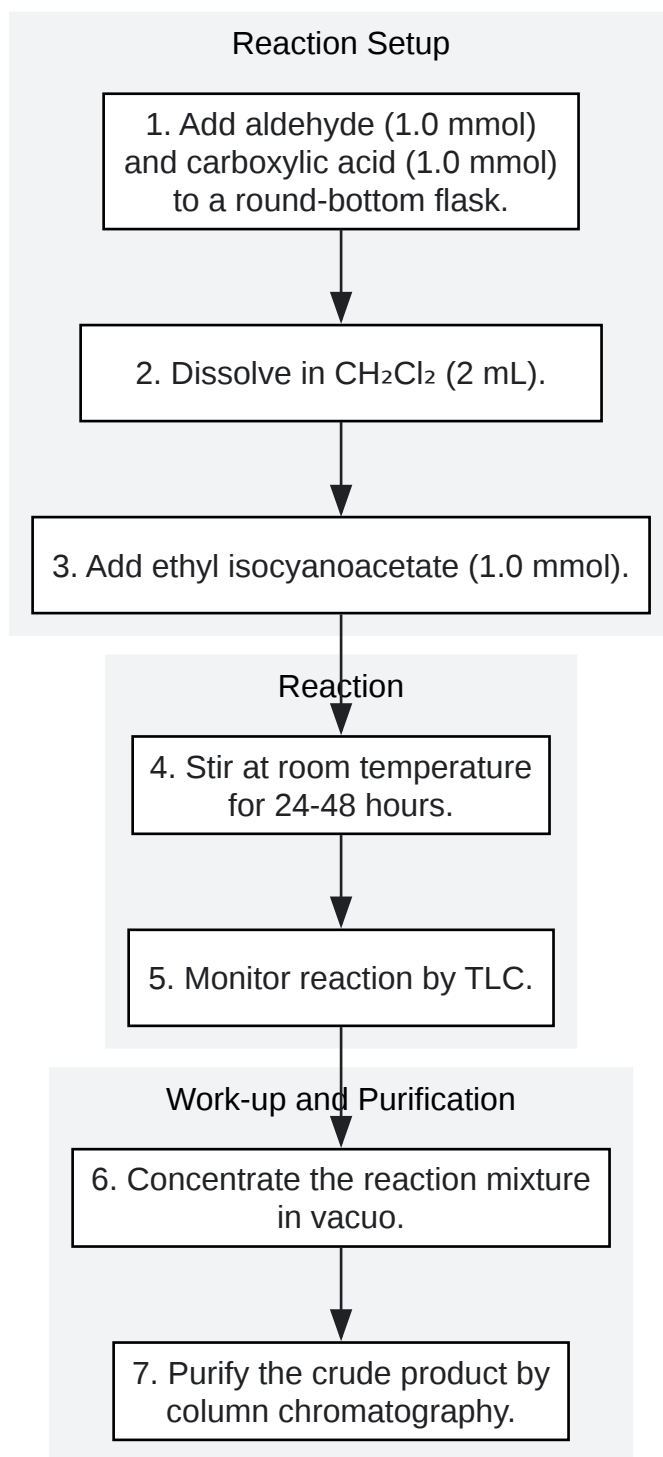 Reaction Setup
1. Add aldehyde (1.0 mmol)
and carboxylic acid (1.0 mmol)
to a round-bottom flask.
2. Dissolve in CH₂Cl₂ (2 mL).
3. Add ethyl isocyanoacetate (1.0 mmol).
Reaction
4. Stir at room temperature
for 24-48 hours.
5. Monitor reaction by TLC.
Work-up and Purification
6. Concentrate the reaction mixture
in vacuo.
7. Purify the crude product by
column chromatography.